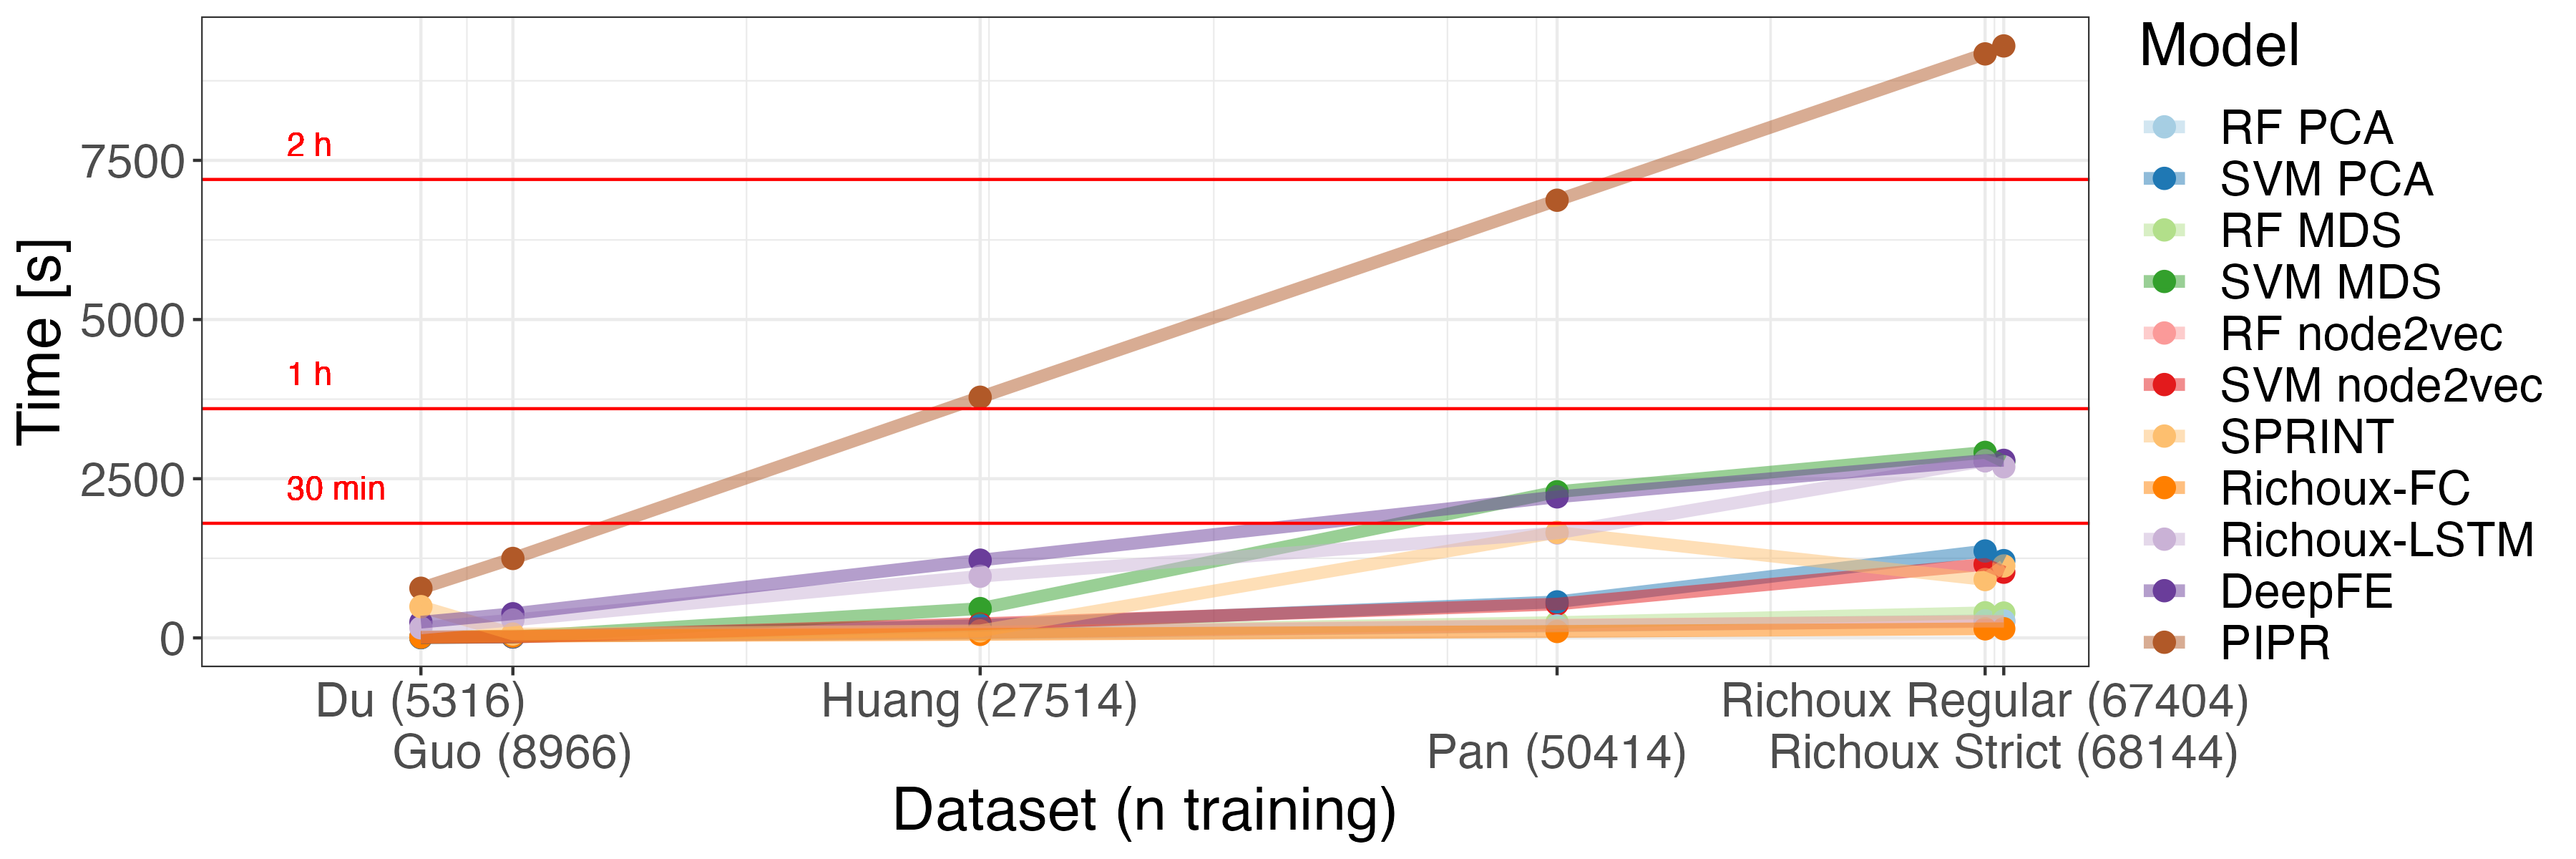 Time [s]
7500
5000
2500
0
2 h
1 h
30 min
Du (5316)
Guo (8966)
Huang (27514)
Pan (50414)
Richoux Regular (67404)
Richoux Strict (68144)
Dataset (n training)
Model
RF PCA
SVM PCA
RF MDS
SVM MDS
RF node2vec
SVM node2vec
SPRINT
Richoux-FC
Richoux-LSTM
DeepFE
PIPR